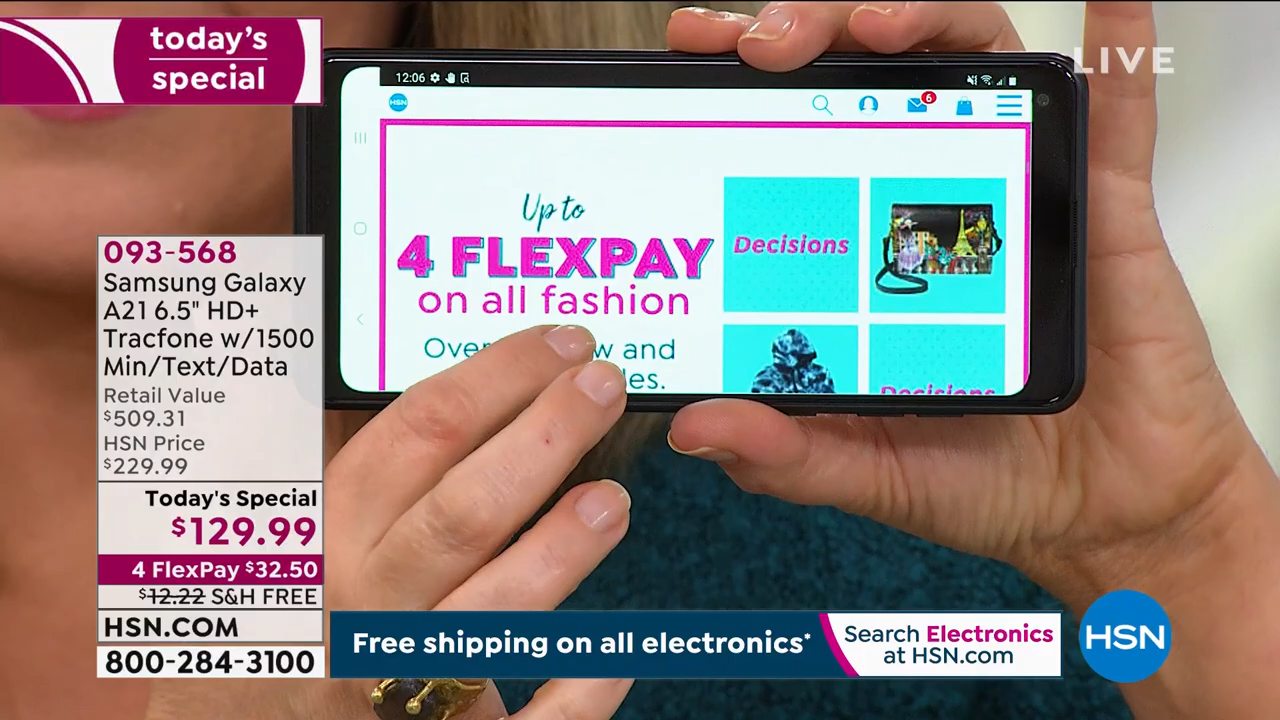 today's
special
LIVE
12:06
HSN
6
Up to
4 FLEXPAY
on all fashion
Decisions
Decisions
093-568
Samsung Galaxy
A21 6.5" HD+
Tracfone w/1500
Min/Text/Data
Retail Value
$509.31
HSN Price
$229.99
Today's Special
$129.99
4 FlexPay $32.50
$12.22 S&H FREE
HSN.COM
800-284-3100
Free shipping on all electronics*
Search Electronics
at HSN.com
HSN